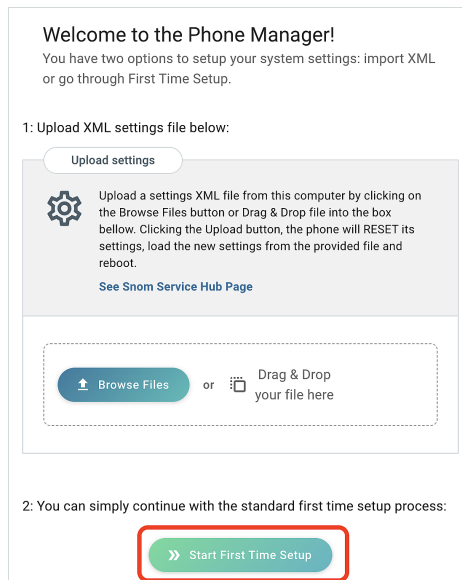 Welcome to the Phone Manager!
You have two options to setup your system settings: import XML
or go through First Time Setup.
1: Upload XML settings file below:
Upload settings
Upload a settings XML file from this computer by clicking on
the Browse Files button or Drag & Drop file into the box
bellow. Clicking the Upload button, the phone will RESET its
settings, load the new settings from the provided file and
reboot.
See Snom Service Hub Page
Browse Files
or
Drag & Drop
your file here
2: You can simply continue with the standard first time setup process:
Start First Time Setup